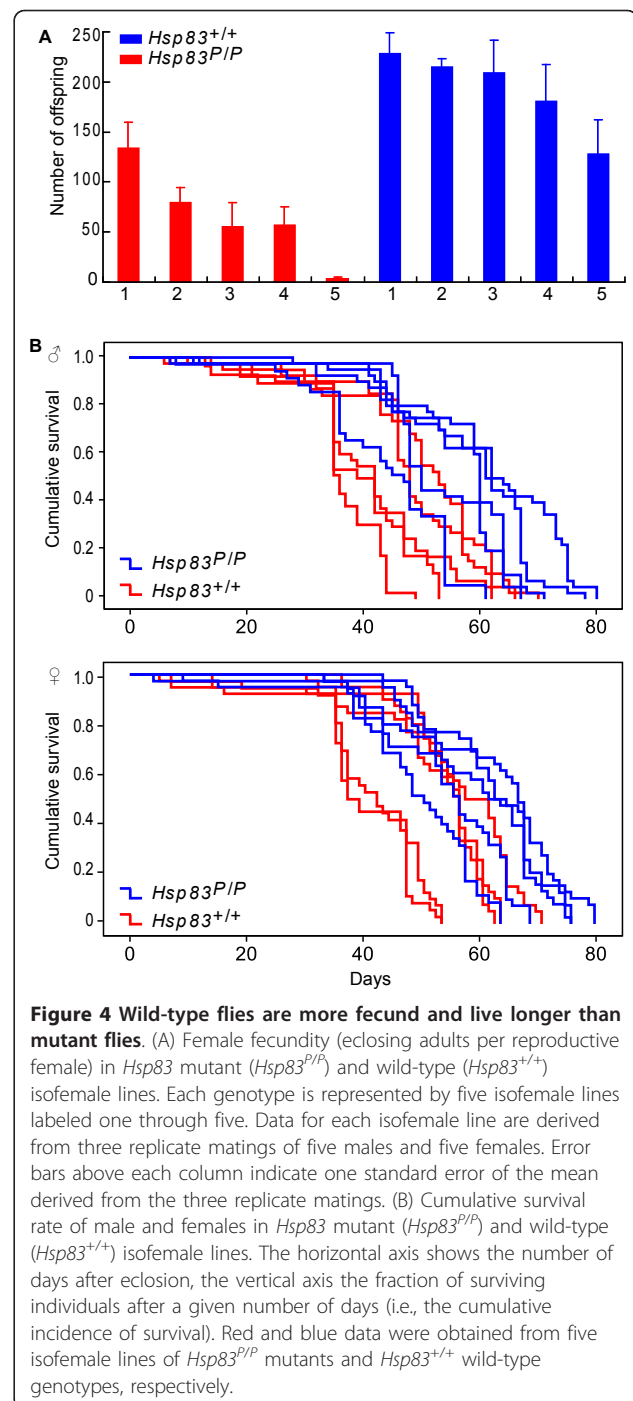 A
Hsp83+/+
Hsp83P/P
Number of offspring
250
200
150
100
50
0
1 2 3 4 5 1 2 3 4 5
B ♂
Cumulative survival
1.0
0.8
0.6
0.4
0.2
0
Hsp83P/P
Hsp83+/+
0 20 40 60 80
♀
Cumulative survival
1.0
0.8
0.6
0.4
0.2
0
Hsp83P/P
Hsp83+/+
0 20 40 60 80
Days
Figure 4 Wild-type flies are more fecund and live longer than
mutant flies. (A) Female fecundity (eclosing adults per reproductive
female) in Hsp83 mutant (Hsp83P/P) and wild-type (Hsp83+/+)
isofemale lines. Each genotype is represented by five isofemale lines
labeled one through five. Data for each isofemale line are derived
from three replicate matings of five males and five females. Error
bars above each column indicate one standard error of the mean
derived from the three replicate matings. (B) Cumulative survival
rate of male and females in Hsp83 mutant (Hsp83P/P) and wild-type
(Hsp83+/+) isofemale lines. The horizontal axis shows the number of
days after eclosion, the vertical axis the fraction of surviving
individuals after a given number of days (i.e., the cumulative
incidence of survival). Red and blue data were obtained from five
isofemale lines of Hsp83P/P mutants and Hsp83+/+ wild-type
genotypes, respectively.